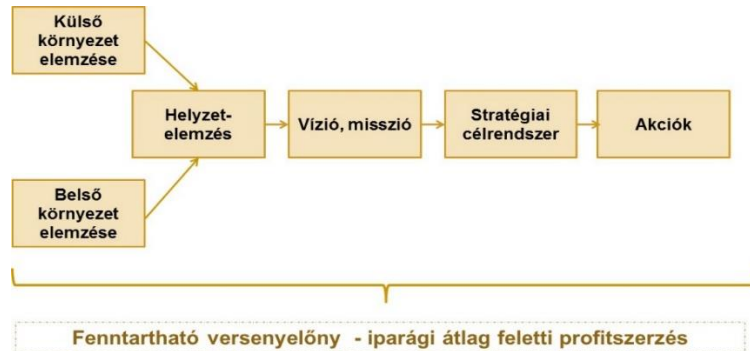 Külső
környezet
elemzése
Helyzet-
elemzés
Vízió, misszió
Stratégiai
célrendszer
Akciók
Belső
környezet
elemzése
Fenntartható versenyelőny - iparági átlag feletti profitszerzés